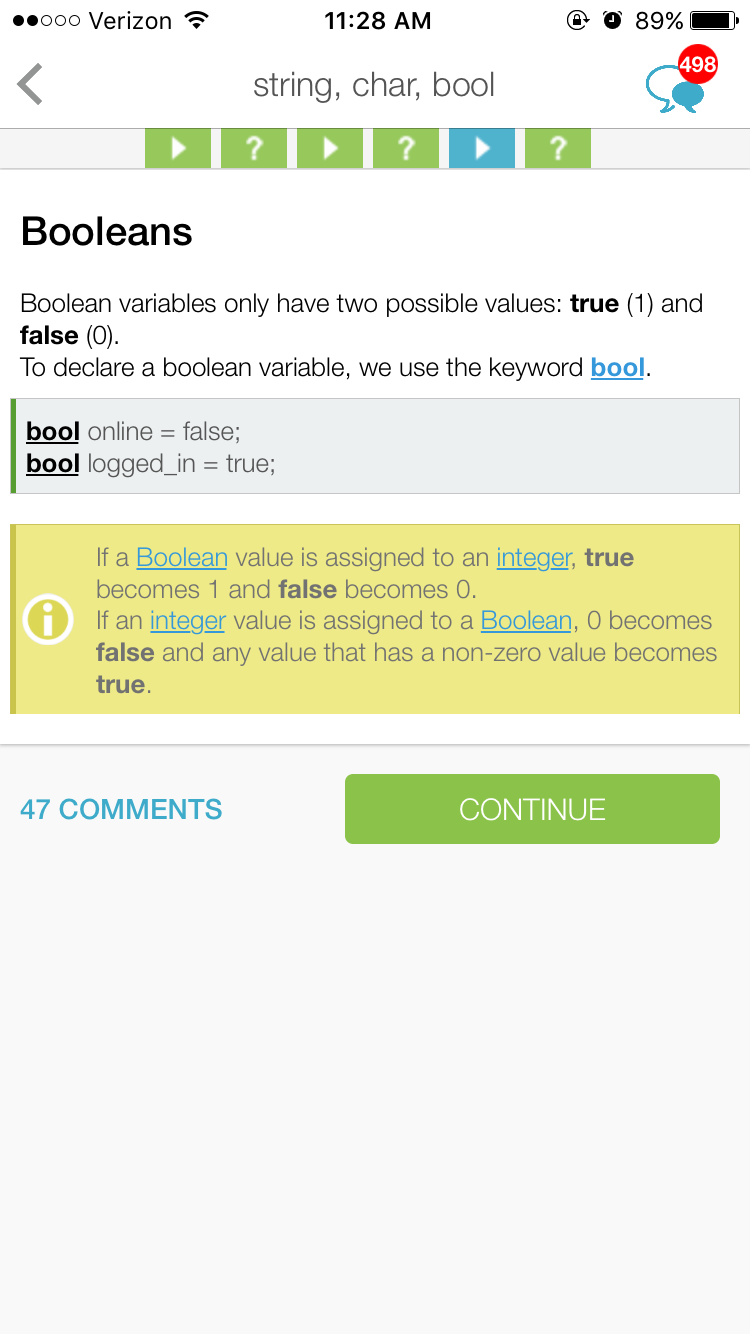 Verizon 11:28 AM 89%
string, char, bool 498
? ? ?
Booleans
Boolean variables only have two possible values: true (1) and
false (0).
To declare a boolean variable, we use the keyword bool.
bool online = false;
bool logged_in = true;
If a Boolean value is assigned to an integer, true
becomes 1 and false becomes 0.
If an integer value is assigned to a Boolean, 0 becomes
false and any value that has a non-zero value becomes
true.
47 COMMENTS CONTINUE